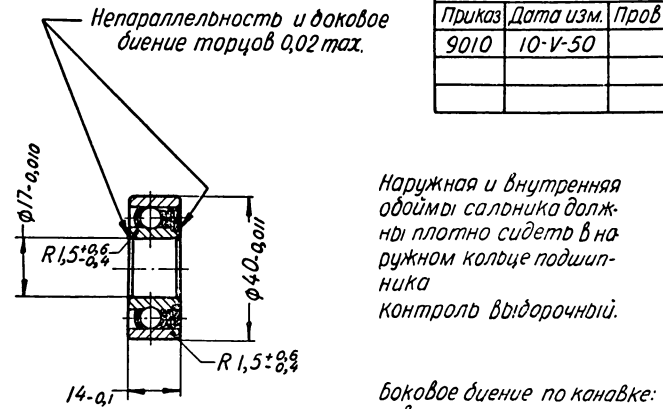 Непараллельность и боковое
биение торцов 0,02 max.
Приказ Дата изм. Пров
9010 10-V-50
ϕ17-0,010
R1,5+0,6-0,4
ϕ40-0,011
R1,5+0,6-0,4
14-0,1
Наружная и внутренняя
обоймы сальника долж-
ны плотно сидеть в на-
ружном кольце подшип-
ника
Контроль выборочный.
Боковое биение по канавке: